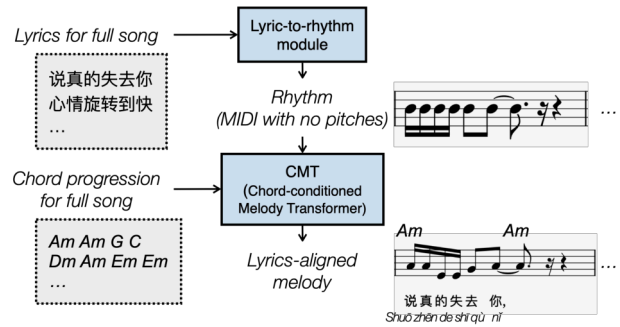 Lyrics for full song
说真的失去你
心情旋转到快
...
Lyric-to-rhythm
module
Rhythm
(MIDI with no pitches)
...
Chord progression
for full song
Am Am G C
Dm Am Em Em
...
CMT
(Chord-conditioned
Melody Transformer)
Lyrics-aligned
melody
Am Am
...
说真的失去 你,
Shuō zhēn de shī qù nǐ